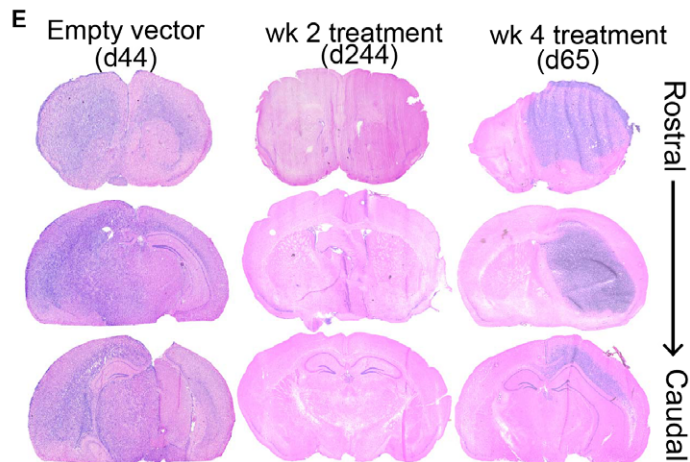 E
Empty vector
(d44)
wk 2 treatment
(d244)
wk 4 treatment
(d65)
Rostral
Caudal